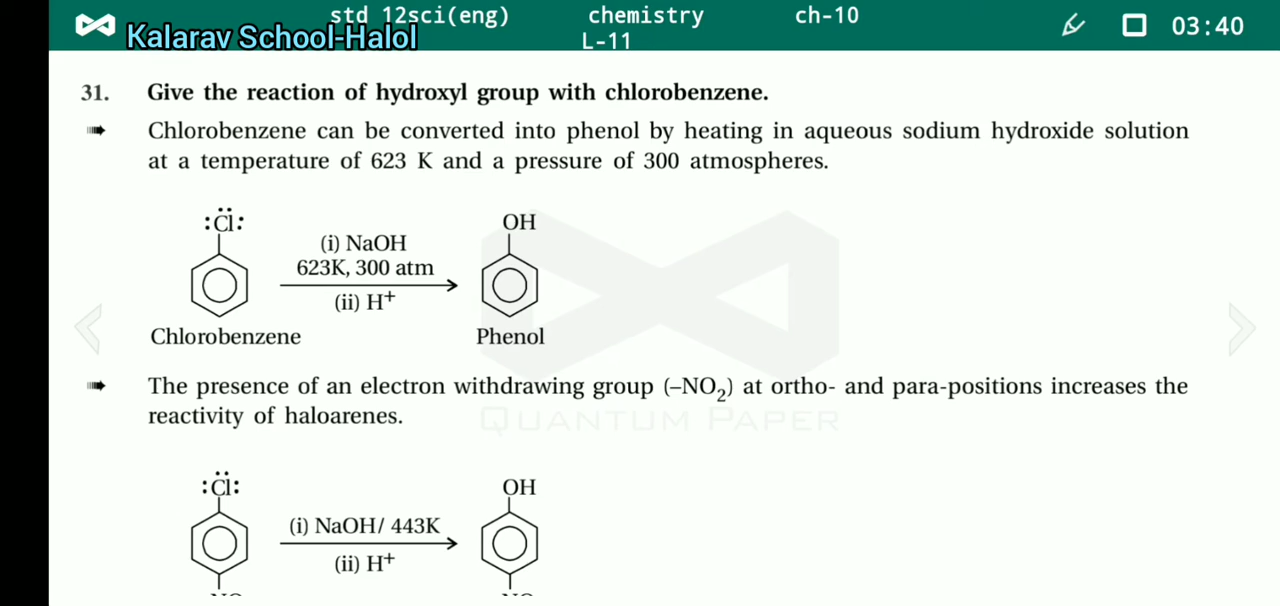 std 12sci(eng) chemistry ch-10
Kalarav School-Halol L-11 03:40
31. Give the reaction of hydroxyl group with chlorobenzene.
Chlorobenzene can be converted into phenol by heating in aqueous sodium hydroxide solution
at a temperature of 623 K and a pressure of 300 atmospheres.
:C̈l: OH
(i) NaOH
623K, 300 atm
(ii) H⁺
Chlorobenzene Phenol
The presence of an electron withdrawing group (–NO₂) at ortho- and para-positions increases the
reactivity of haloarenes.
QUANTUM PAPER
:C̈l: OH
(i) NaOH/ 443K
(ii) H⁺